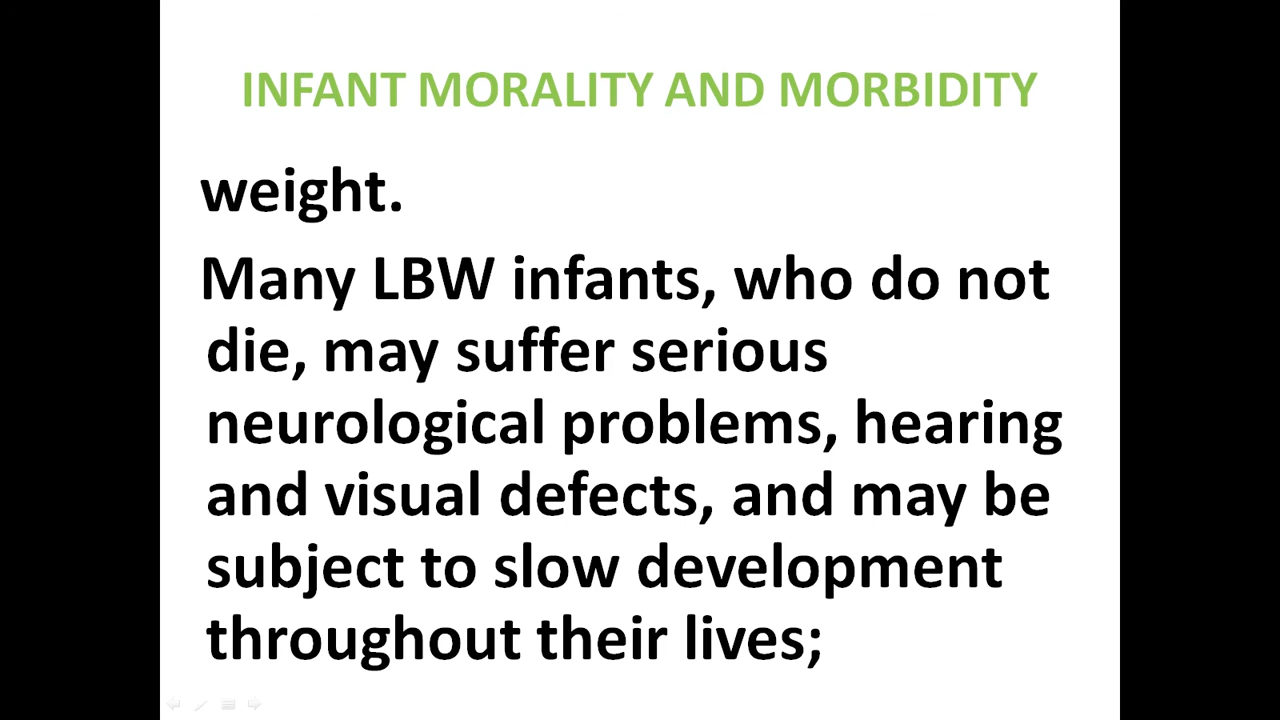 INFANT MORALITY AND MORBIDITY
weight.
Many LBW infants, who do not
die, may suffer serious
neurological problems, hearing
and visual defects, and may be
subject to slow development
throughout their lives;